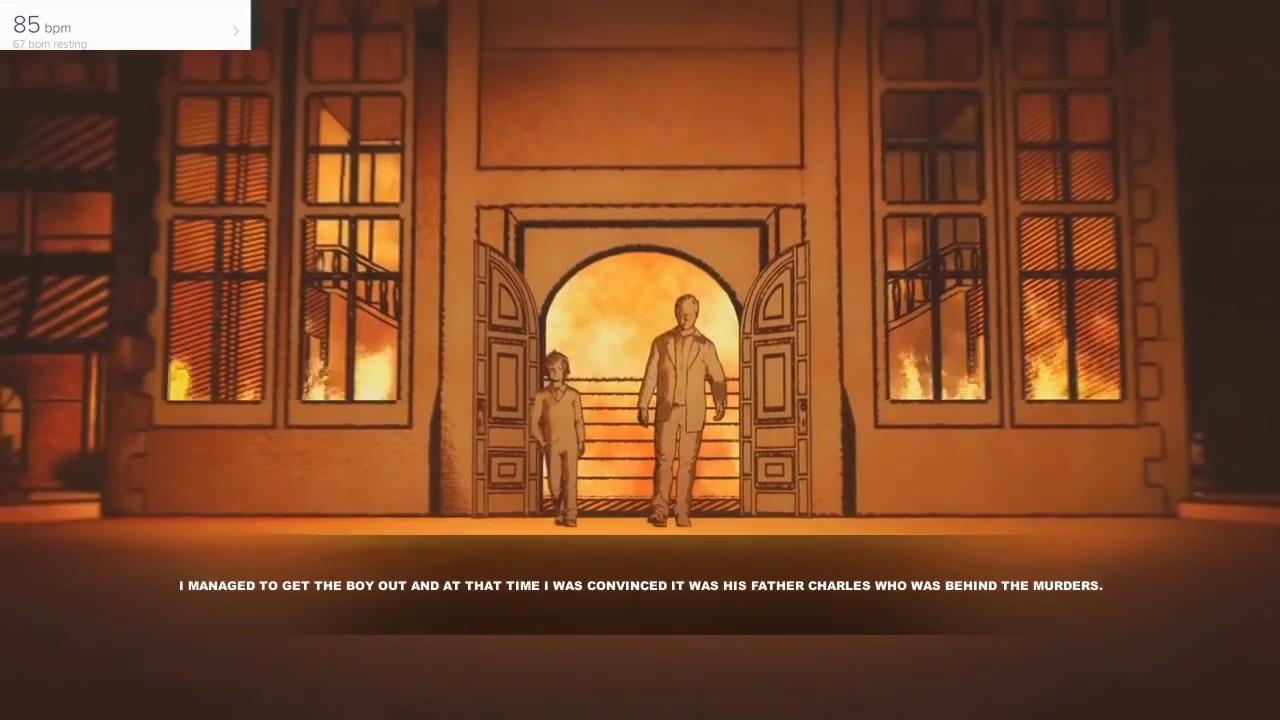 85 bpm
67 bpm resting
I MANAGED TO GET THE BOY OUT AND AT THAT TIME I WAS CONVINCED IT WAS HIS FATHER CHARLES WHO WAS BEHIND THE MURDERS.